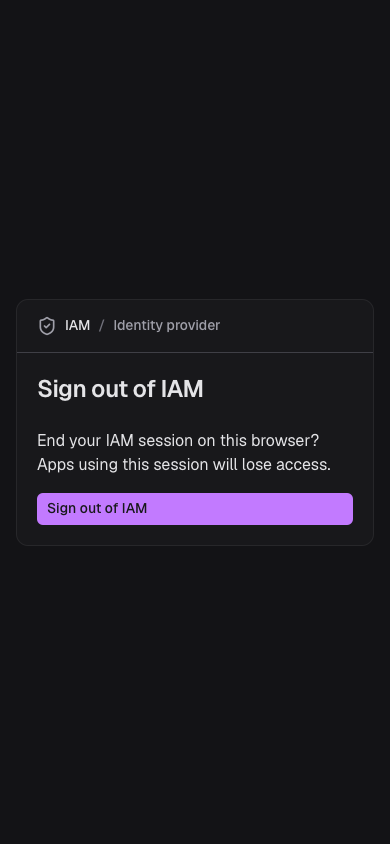 IAM / Identity provider
Sign out of IAM
End your IAM session on this browser?
Apps using this session will lose access.
Sign out of IAM